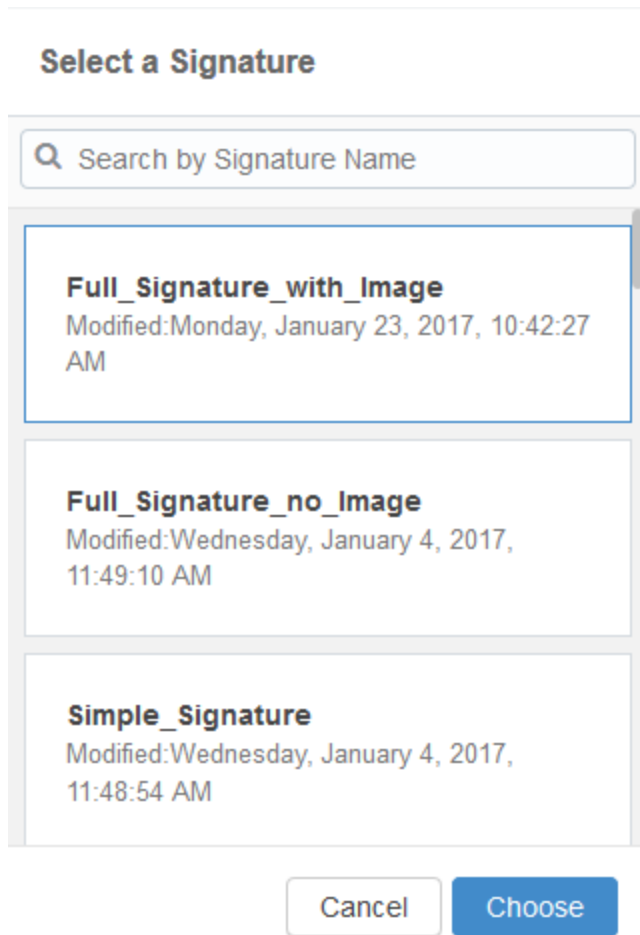 Select a Signature
Search by Signature Name
Full_Signature_with_Image
Modified:Monday, January 23, 2017, 10:42:27
AM
Full_Signature_no_Image
Modified:Wednesday, January 4, 2017,
11:49:10 AM
Simple_Signature
Modified:Wednesday, January 4, 2017,
11:48:54 AM
Cancel Choose